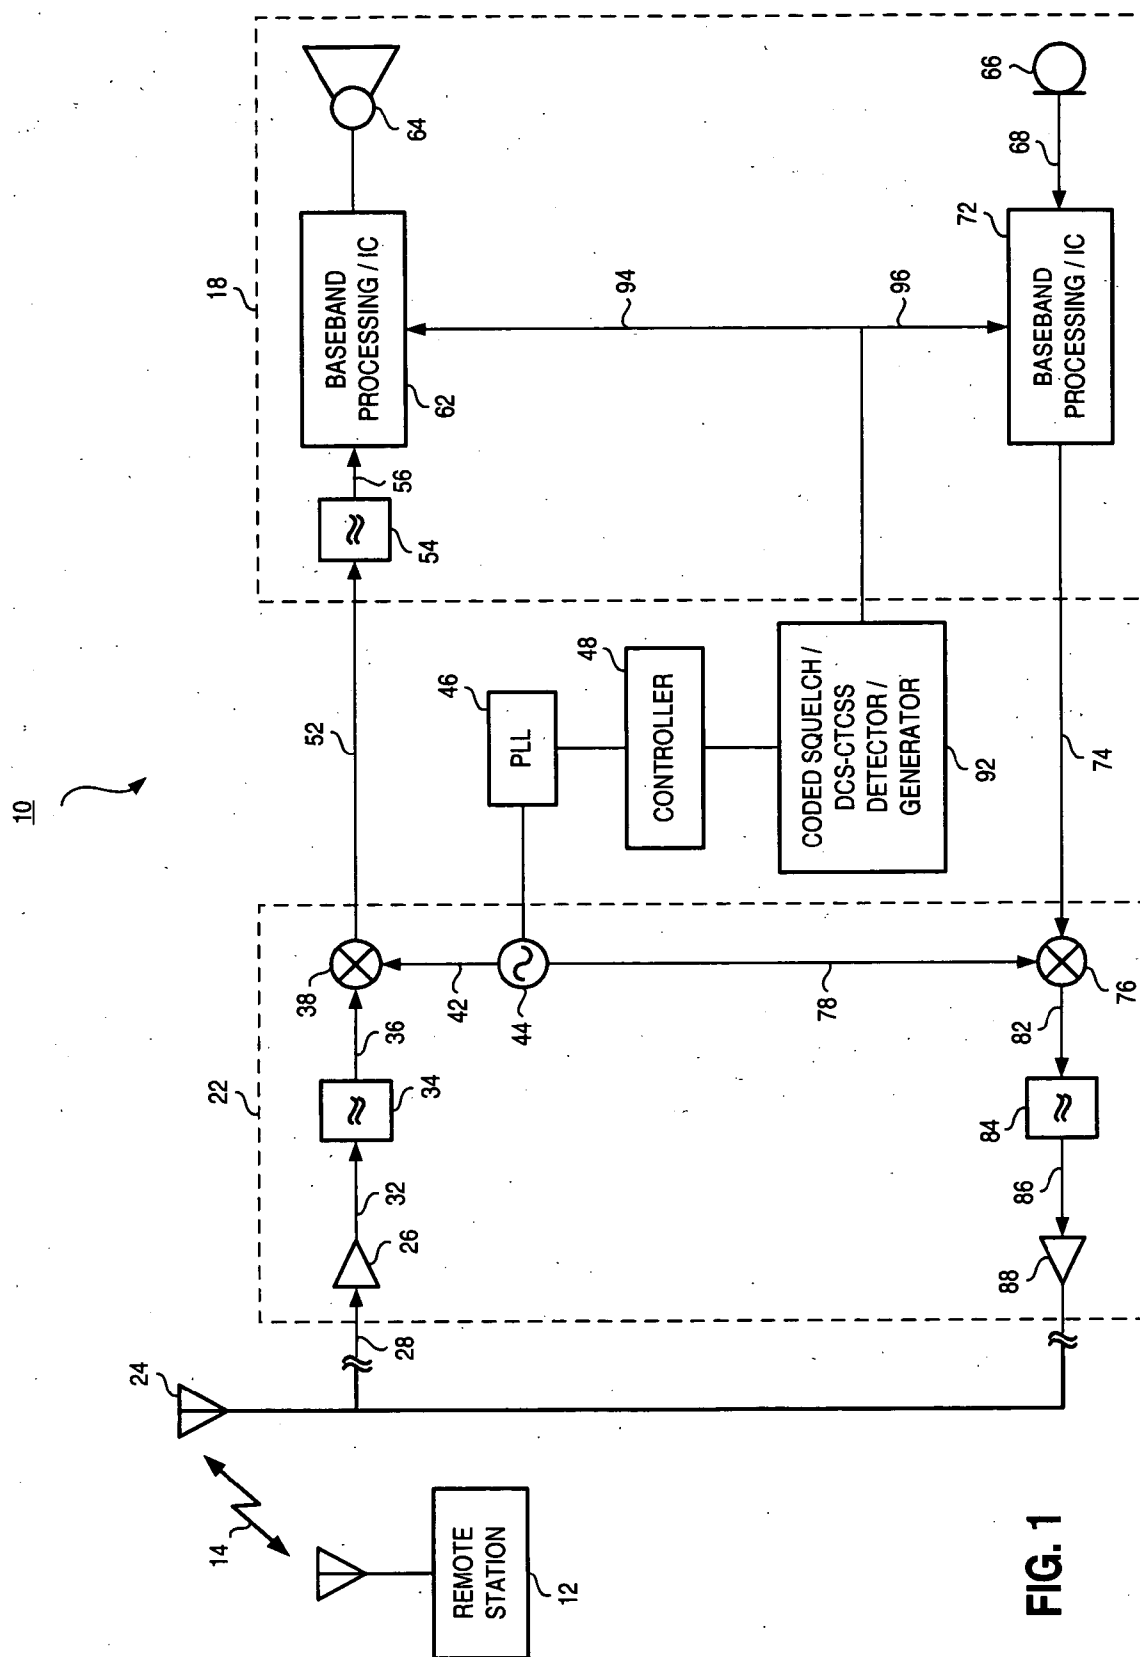 10
18
64
66
BASEBAND
PROCESSING / IC
62
56
54
94
96
68
72
BASEBAND
PROCESSING / IC
52
46
PLL
48
CONTROLLER
CODED SQUELCH /
DCS-CTCSS
DETECTOR /
GENERATOR
92
74
22
38
36
34
32
26
28
42
44
78
76
82
84
86
88
24
14
REMOTE
STATION
12
FIG. 1